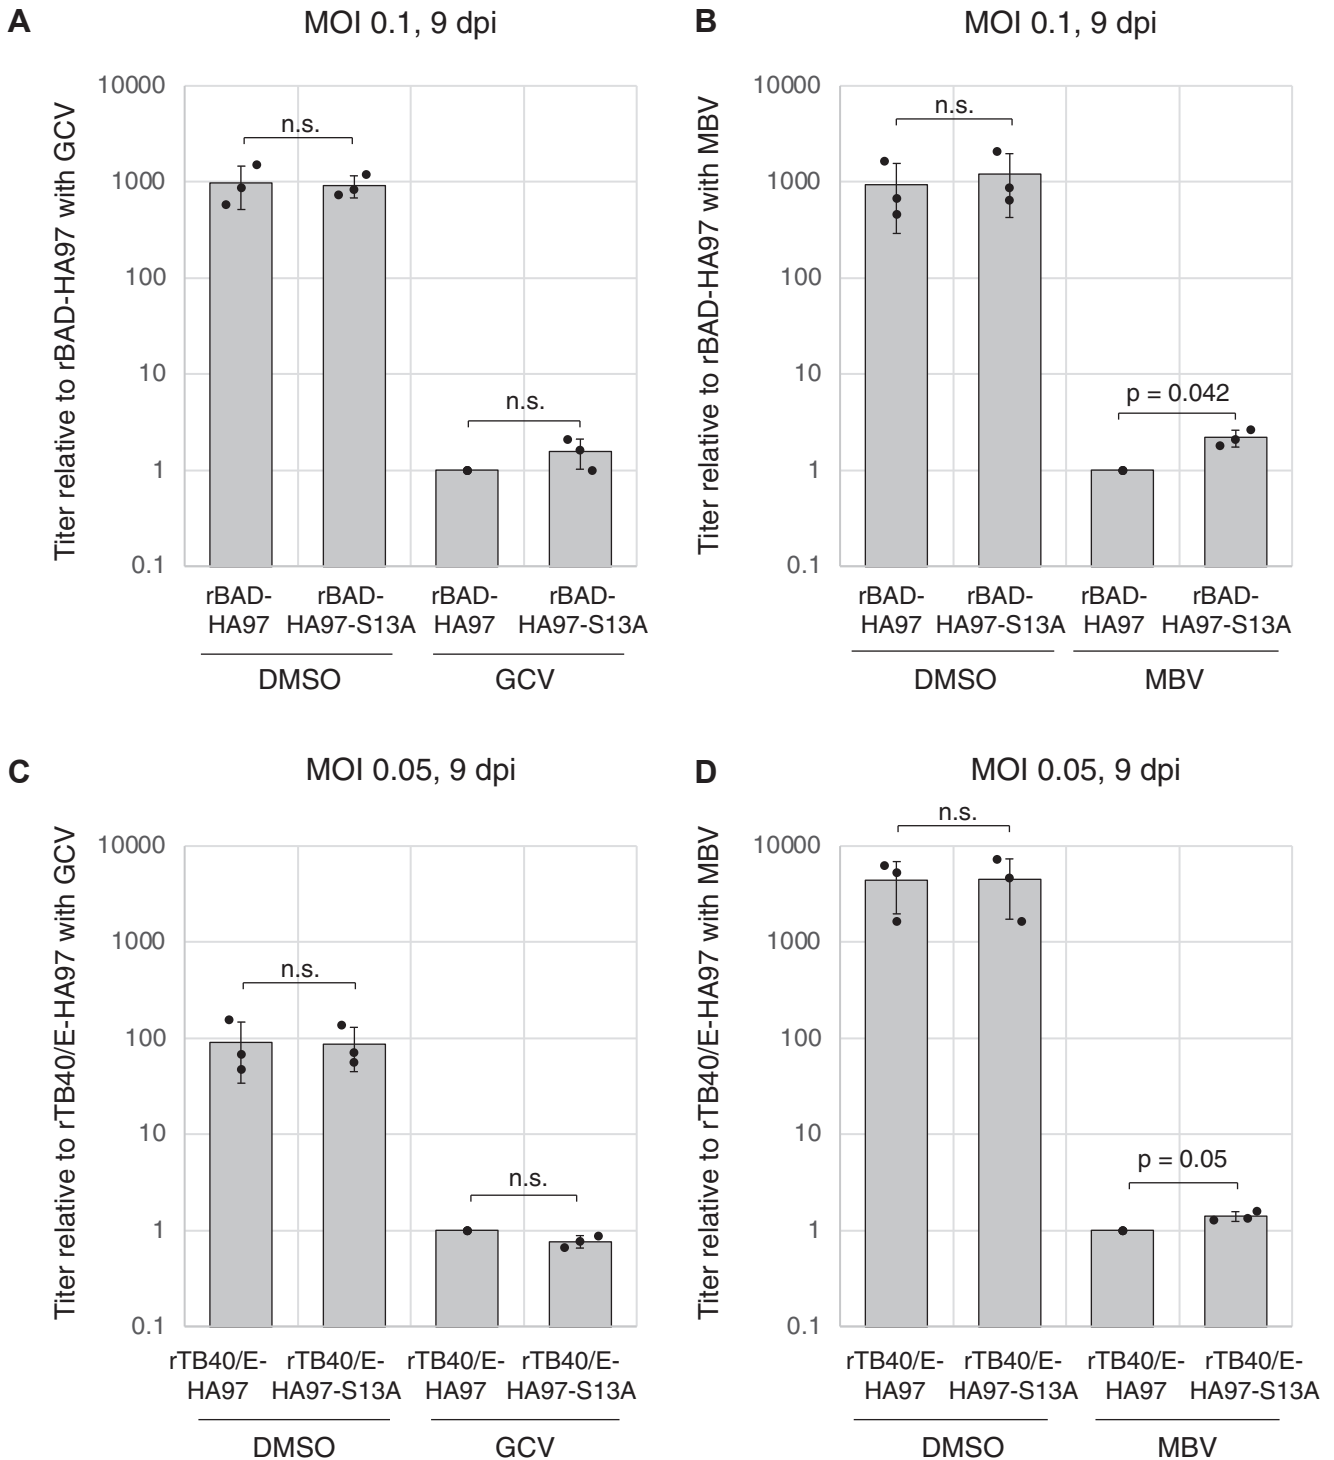 A
MOI 0.1, 9 dpi
Titer relative to rBAD-HA97 with GCV
10000
1000
100
10
1
0.1
n.s.
n.s.
rBAD- rBAD- rBAD- rBAD-
HA97 HA97-S13A HA97 HA97-S13A
DMSO GCV
B
MOI 0.1, 9 dpi
Titer relative to rBAD-HA97 with MBV
10000
1000
100
10
1
0.1
n.s.
p = 0.042
rBAD- rBAD- rBAD- rBAD-
HA97 HA97-S13A HA97 HA97-S13A
DMSO MBV
C
MOI 0.05, 9 dpi
Titer relative to rTB40/E-HA97 with GCV
10000
1000
100
10
1
0.1
n.s.
n.s.
rTB40/E- rTB40/E- rTB40/E- rTB40/E-
HA97 HA97-S13A HA97 HA97-S13A
DMSO GCV
D
MOI 0.05, 9 dpi
Titer relative to rTB40/E-HA97 with MBV
10000
1000
100
10
1
0.1
n.s.
p = 0.05
rTB40/E- rTB40/E- rTB40/E- rTB40/E-
HA97 HA97-S13A HA97 HA97-S13A
DMSO MBV